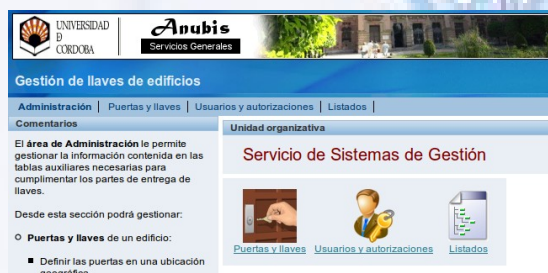 UNIVERSIDAD
D
CORDOBA
Anubis
Servicios Generales
Gestión de llaves de edificios
Administración | Puertas y llaves | Usuarios y autorizaciones | Listados |
Comentarios
El área de Administración le permite
gestionar la información contenida en las
tablas auxiliares necesarias para
cumplimentar los partes de entrega de
llaves.
Desde esta sección podrá gestionar:
Puertas y llaves de un edificio:
Definir las puertas en una ubicación
geográfica
Unidad organizativa
Servicio de Sistemas de Gestión
Puertas y llaves Usuarios y autorizaciones Listados